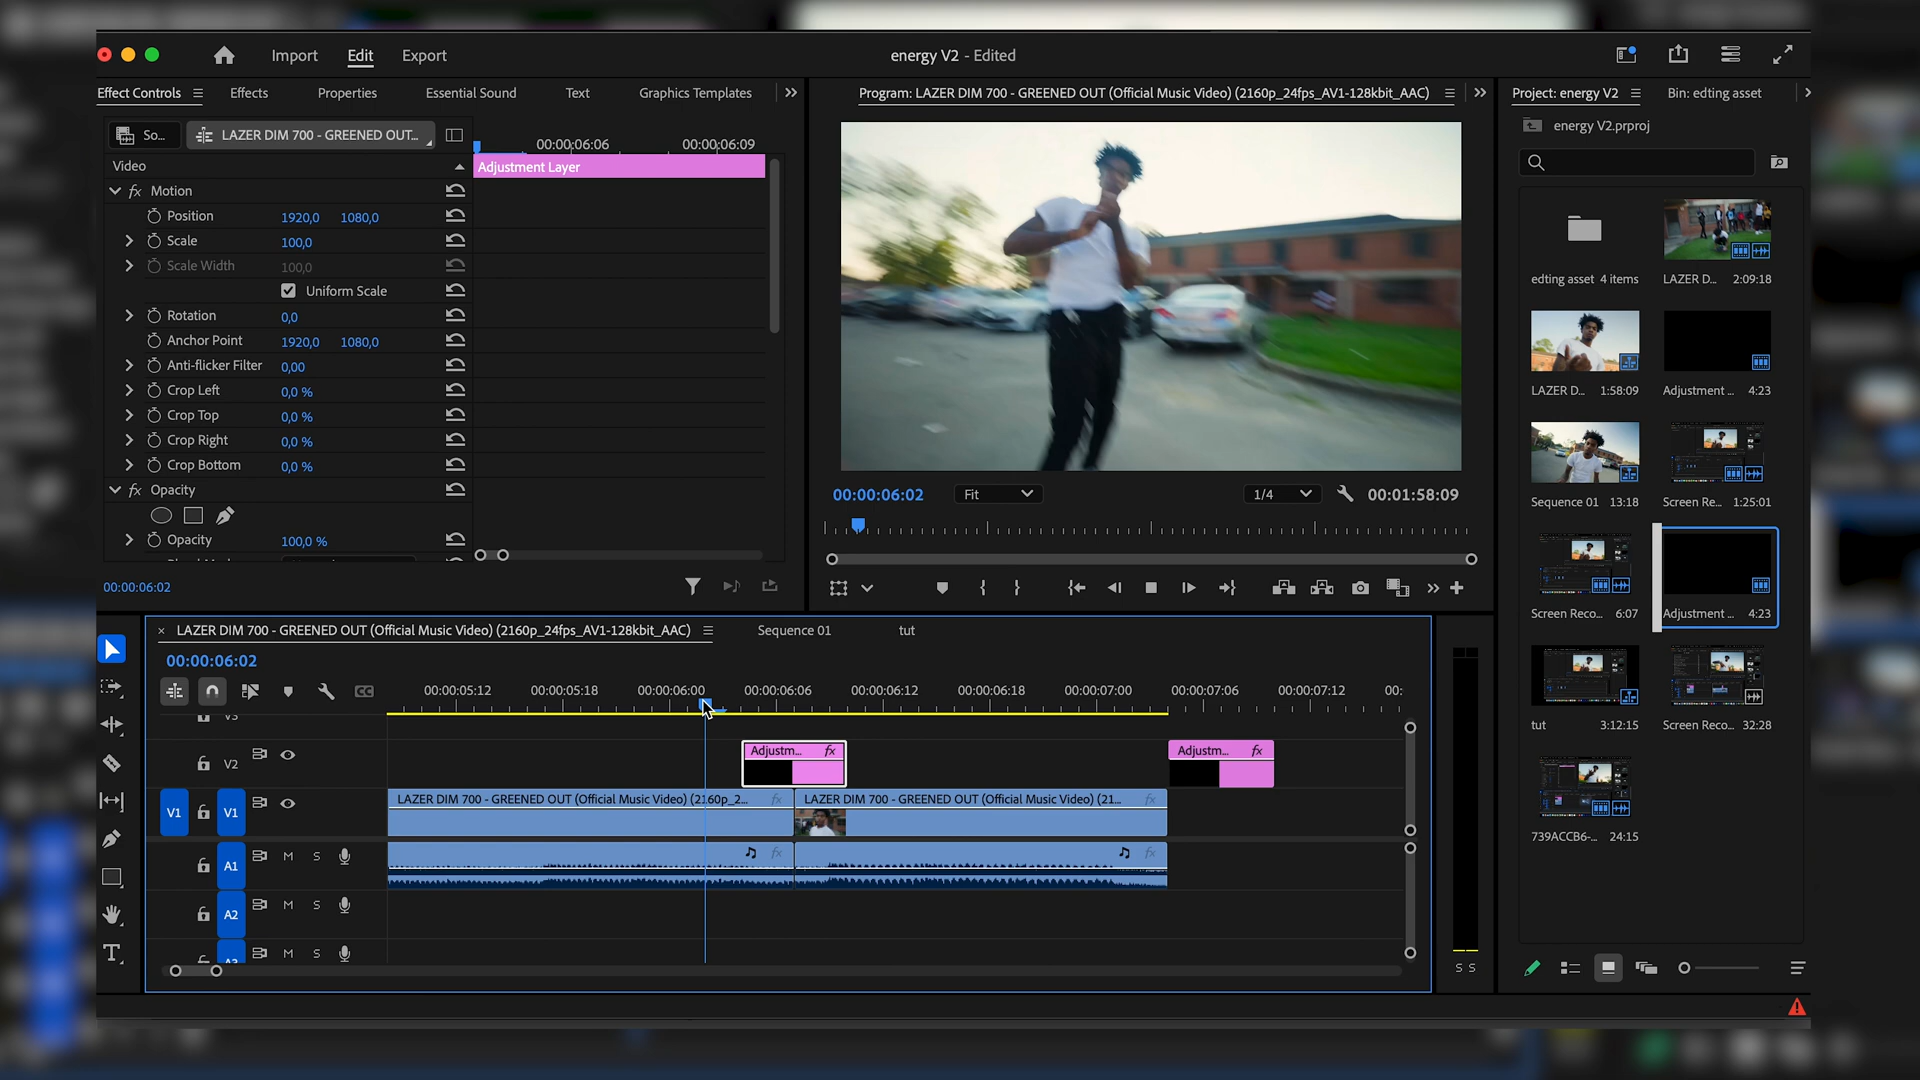 Import Edit Export
energy V2 - Edited
Effect Controls Effects Properties Essential Sound Text Graphics Templates
Program: LAZER DIM 700 - GREENED OUT (Official Music Video) (2160p_24fps_AV1-128kbit_AAC)
Project: energy V2 Bin: edting asset
So... LAZER DIM 700 - GREENED OUT...
00:00:06:06 00:00:06:09
Adjustment Layer
energy V2.prproj
Video
Motion
Position 1920,0 1080,0
Scale 100,0
Scale Width 100,0
Uniform Scale
Rotation 0,0
Anchor Point 1920,0 1080,0
Anti-flicker Filter 0,00
Crop Left 0,0 %
Crop Top 0,0 %
Crop Right 0,0 %
Crop Bottom 0,0 %
Opacity
Opacity 100,0 %
00:00:06:02
00:00:06:02 Fit 1/4 00:01:58:09
edting asset 4 items
LAZER D... 2:09:18
LAZER D... 1:58:09
Adjustment ... 4:23
Sequence 01 13:18
Screen Re... 1:25:01
Screen Reco... 6:07
Adjustment ... 4:23
tut 3:12:15
Screen Reco... 32:28
739ACCB6-... 24:15
LAZER DIM 700 - GREENED OUT (Official Music Video) (2160p_24fps_AV1-128kbit_AAC) Sequence 01 tut
00:00:06:02
00:00:05:12 00:00:05:18 00:00:06:00 00:00:06:06 00:00:06:12 00:00:06:18 00:00:07:00 00:00:07:06 00:00:07:12 00:
CC
V3
V2
Adjustm... fx
Adjustm... fx
V1 V1
LAZER DIM 700 - GREENED OUT (Official Music Video) (2160p_2... fx
LAZER DIM 700 - GREENED OUT (Official Music Video) (21... fx
A1 M S
fx
fx
A2 M S
A3 M S
S S